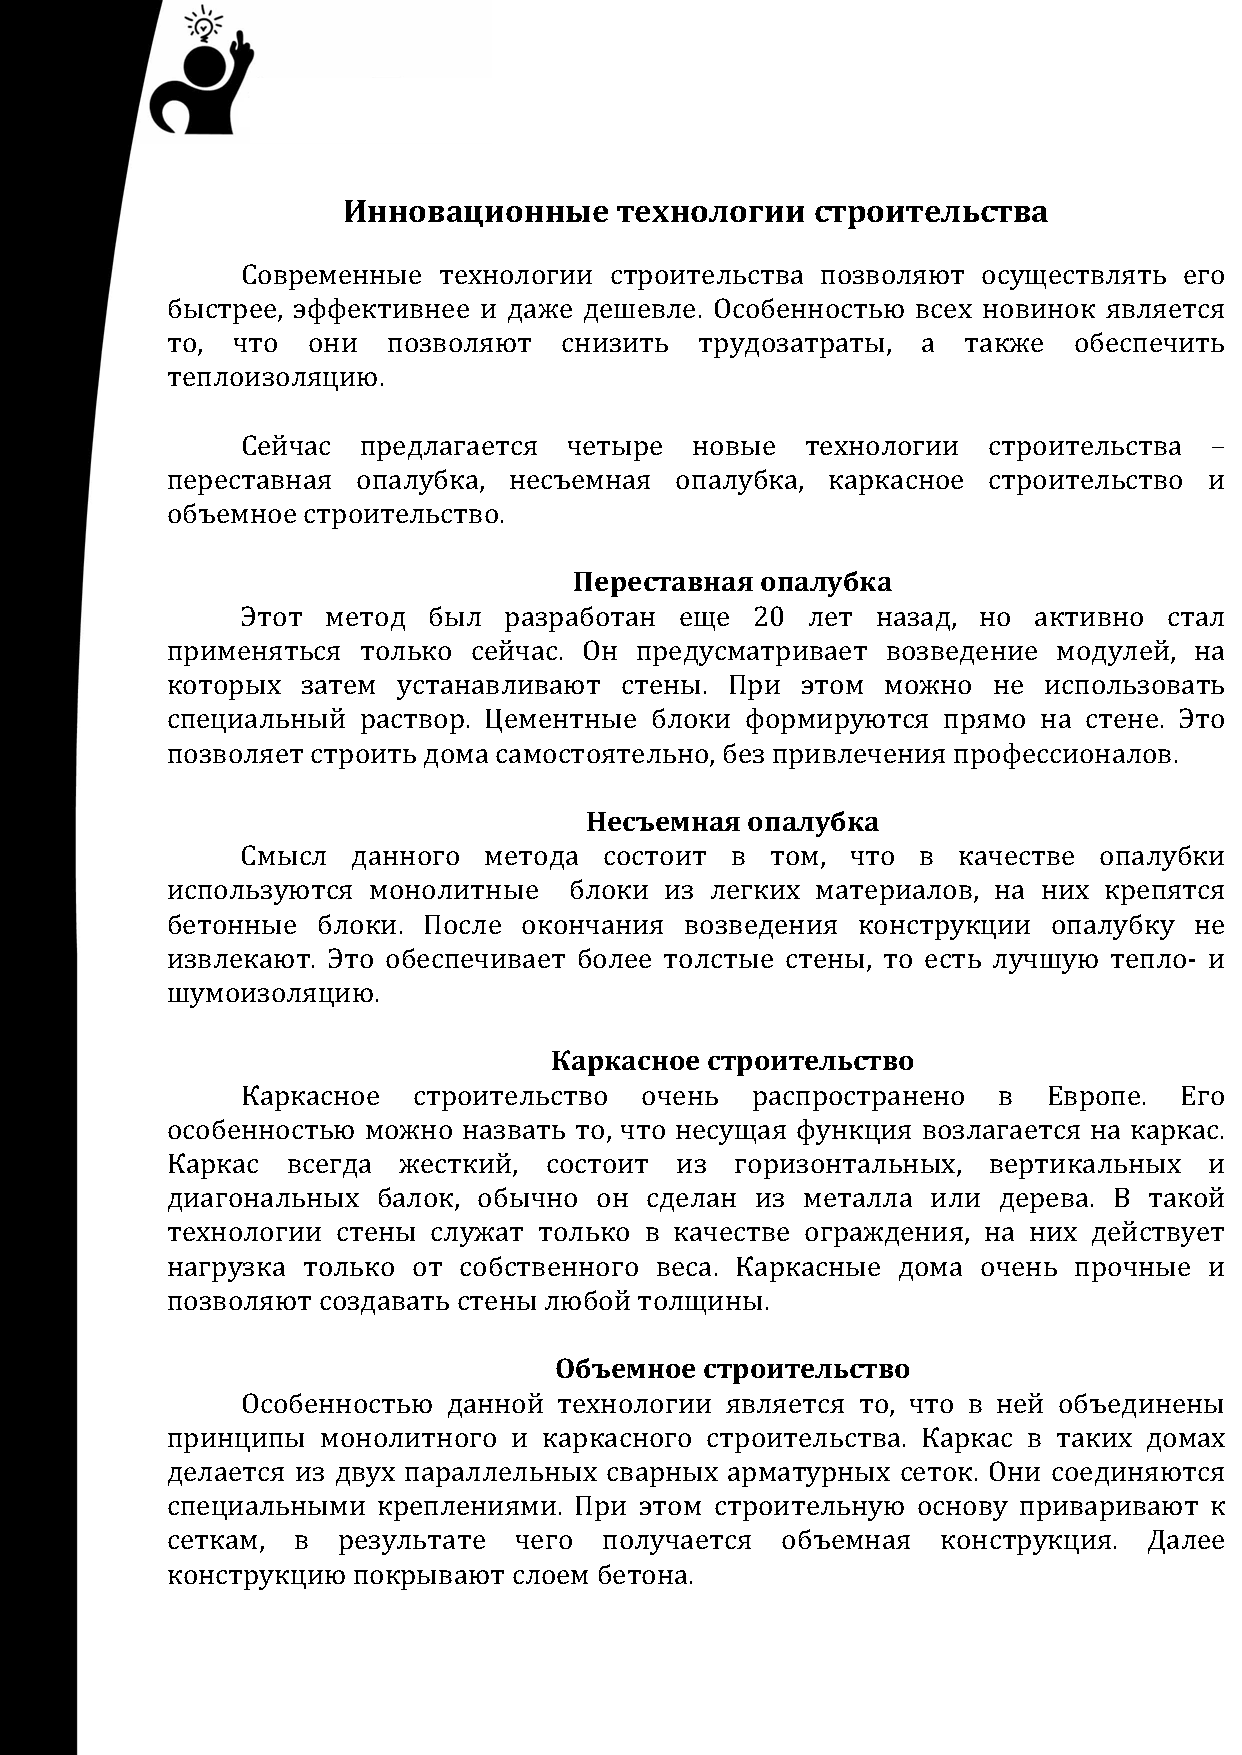 Инновационные технологии строительства
Современные технологии строительства позволяют осуществлять его
быстрее, эффективнее и даже дешевле. Особенностью всех новинок является
то, что они позволяют снизить трудозатраты, а также обеспечить
теплоизоляцию.
Сейчас предлагается четыре новые технологии строительства –
переставная опалубка, несъемная опалубка, каркасное строительство и
объемное строительство.
Переставная опалубка
Этот метод был разработан еще 20 лет назад, но активно стал
применяться только сейчас. Он предусматривает возведение модулей, на
которых затем устанавливают стены. При этом можно не использовать
специальный раствор. Цементные блоки формируются прямо на стене. Это
позволяет строить дома самостоятельно, без привлечения профессионалов.
Несъемная опалубка
Смысл данного метода состоит в том, что в качестве опалубки
используются монолитные блоки из легких материалов, на них крепятся
бетонные блоки. После окончания возведения конструкции опалубку не
извлекают. Это обеспечивает более толстые стены, то есть лучшую тепло- и
шумоизоляцию.
Каркасное строительство
Каркасное строительство очень распространено в Европе. Его
особенностью можно назвать то, что несущая функция возлагается на каркас.
Каркас всегда жесткий, состоит из горизонтальных, вертикальных и
диагональных балок, обычно он сделан из металла или дерева. В такой
технологии стены служат только в качестве ограждения, на них действует
нагрузка только от собственного веса. Каркасные дома очень прочные и
позволяют создавать стены любой толщины.
Объемное строительство
Особенностью данной технологии является то, что в ней объединены
принципы монолитного и каркасного строительства. Каркас в таких домах
делается из двух параллельных сварных арматурных сеток. Они соединяются
специальными креплениями. При этом строительную основу приваривают к
сеткам, в результате чего получается объемная конструкция. Далее
конструкцию покрывают слоем бетона.